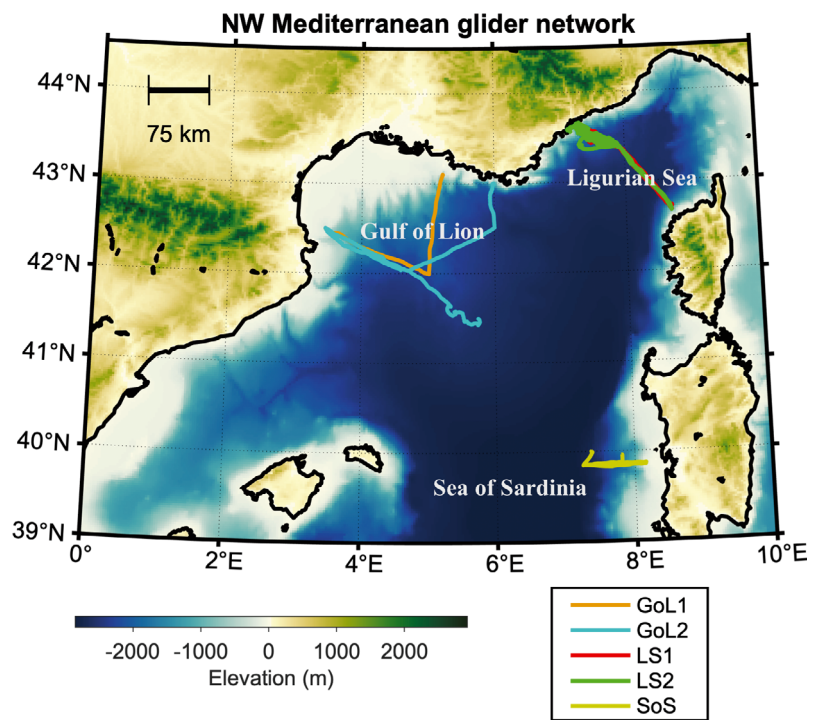 NW Mediterranean glider network
44°N
75 km
43°N
Ligurian Sea
Gulf of Lion
42°N
41°N
40°N
Sea of Sardinia
39°N
0°
2°E
4°E
6°E
8°E
10°E
-2000 -1000 0 1000 2000
Elevation (m)
GoL1
GoL2
LS1
LS2
SoS